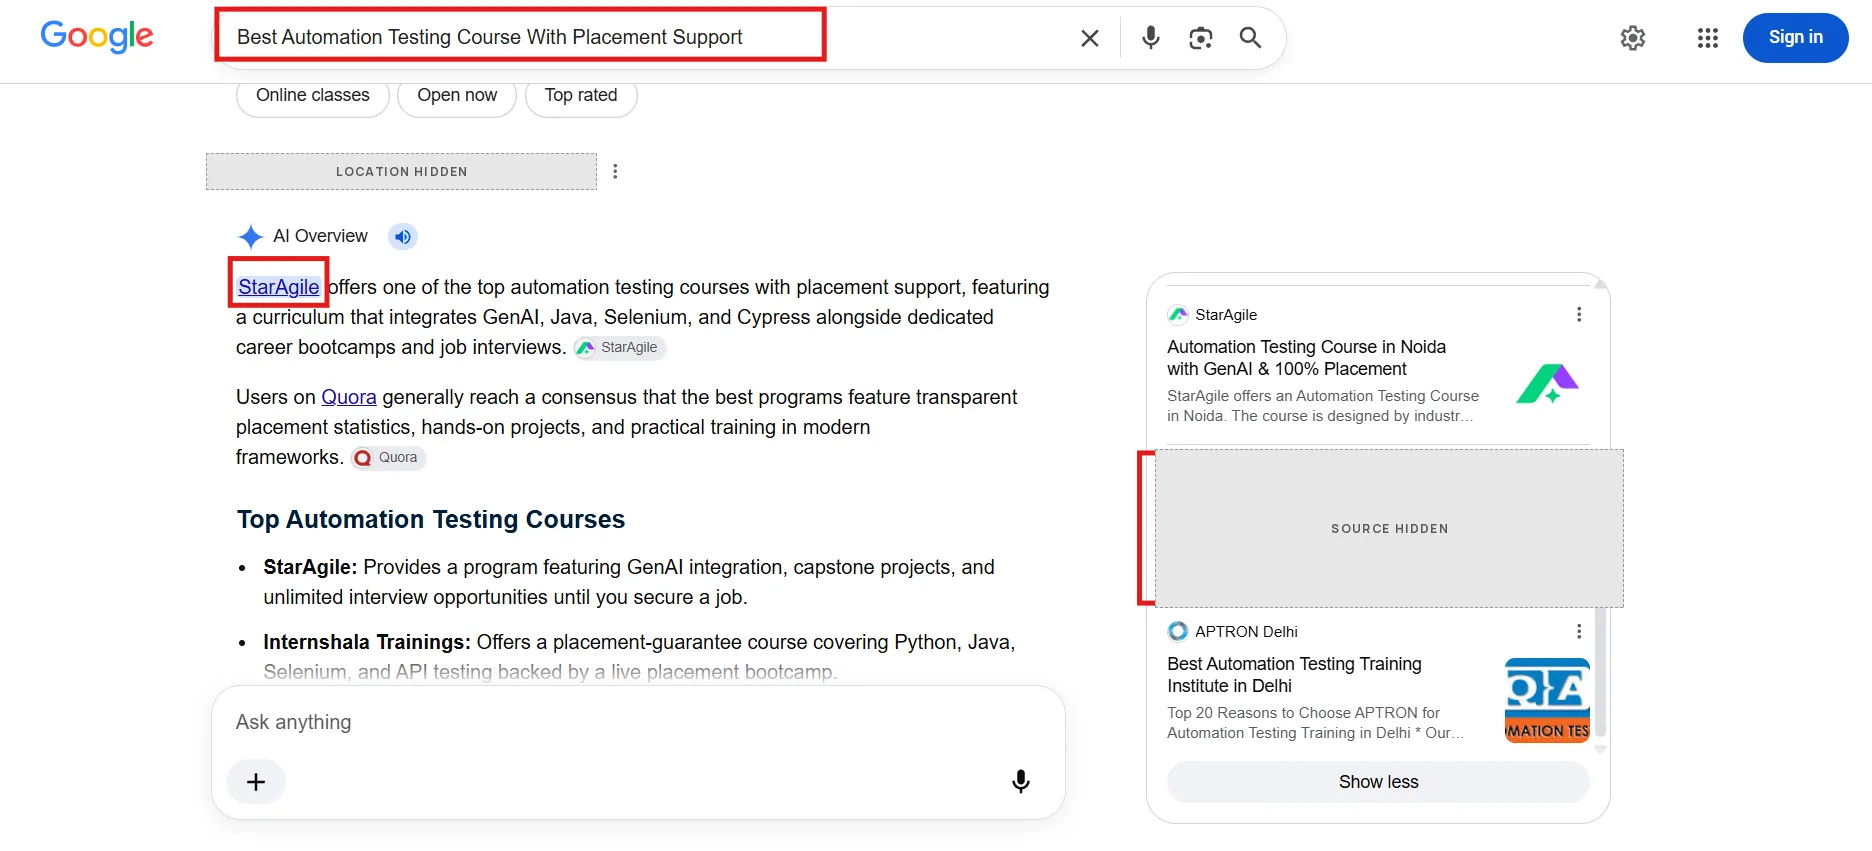 Google
Best Automation Testing Course With Placement Support
Sign in
Online classes
Open now
Top rated
LOCATION HIDDEN
AI Overview
StarAgile offers one of the top automation testing courses with placement support, featuring
a curriculum that integrates GenAI, Java, Selenium, and Cypress alongside dedicated
career bootcamps and job interviews. StarAgile
Users on Quora generally reach a consensus that the best programs feature transparent
placement statistics, hands-on projects, and practical training in modern
frameworks. Quora
Top Automation Testing Courses
• StarAgile: Provides a program featuring GenAI integration, capstone projects, and
unlimited interview opportunities until you secure a job.
• Internshala Trainings: Offers a placement-guarantee course covering Python, Java,
Selenium, and API testing backed by a live placement bootcamp.
Ask anything
StarAgile
Automation Testing Course in Noida
with GenAI & 100% Placement
StarAgile offers an Automation Testing Course
in Noida. The course is designed by industr...
SOURCE HIDDEN
APTRON Delhi
Best Automation Testing Training
Institute in Delhi
Top 20 Reasons to Choose APTRON for
Automation Testing Training in Delhi * Our...
QA
MATION TES
Show less